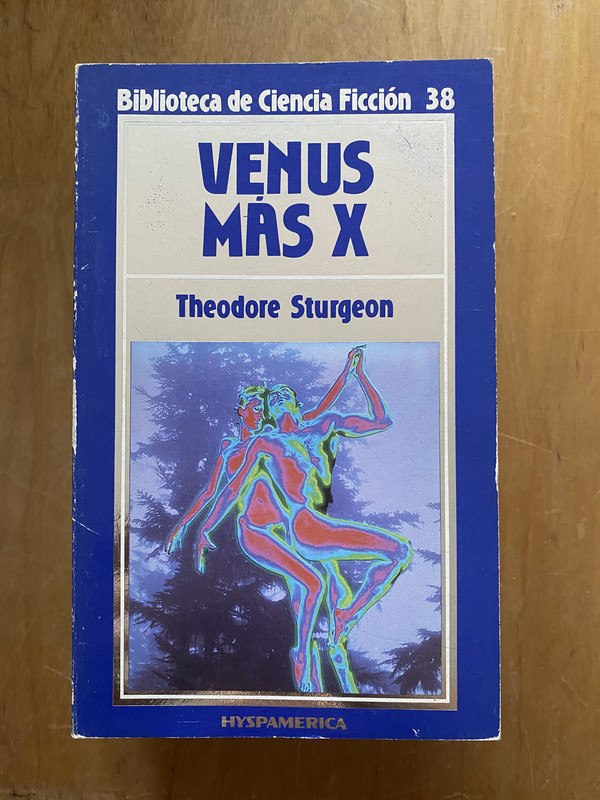 Biblioteca de Ciencia Ficción 38
VENUS
MÁS X
Theodore Sturgeon
HYSPAMERICA